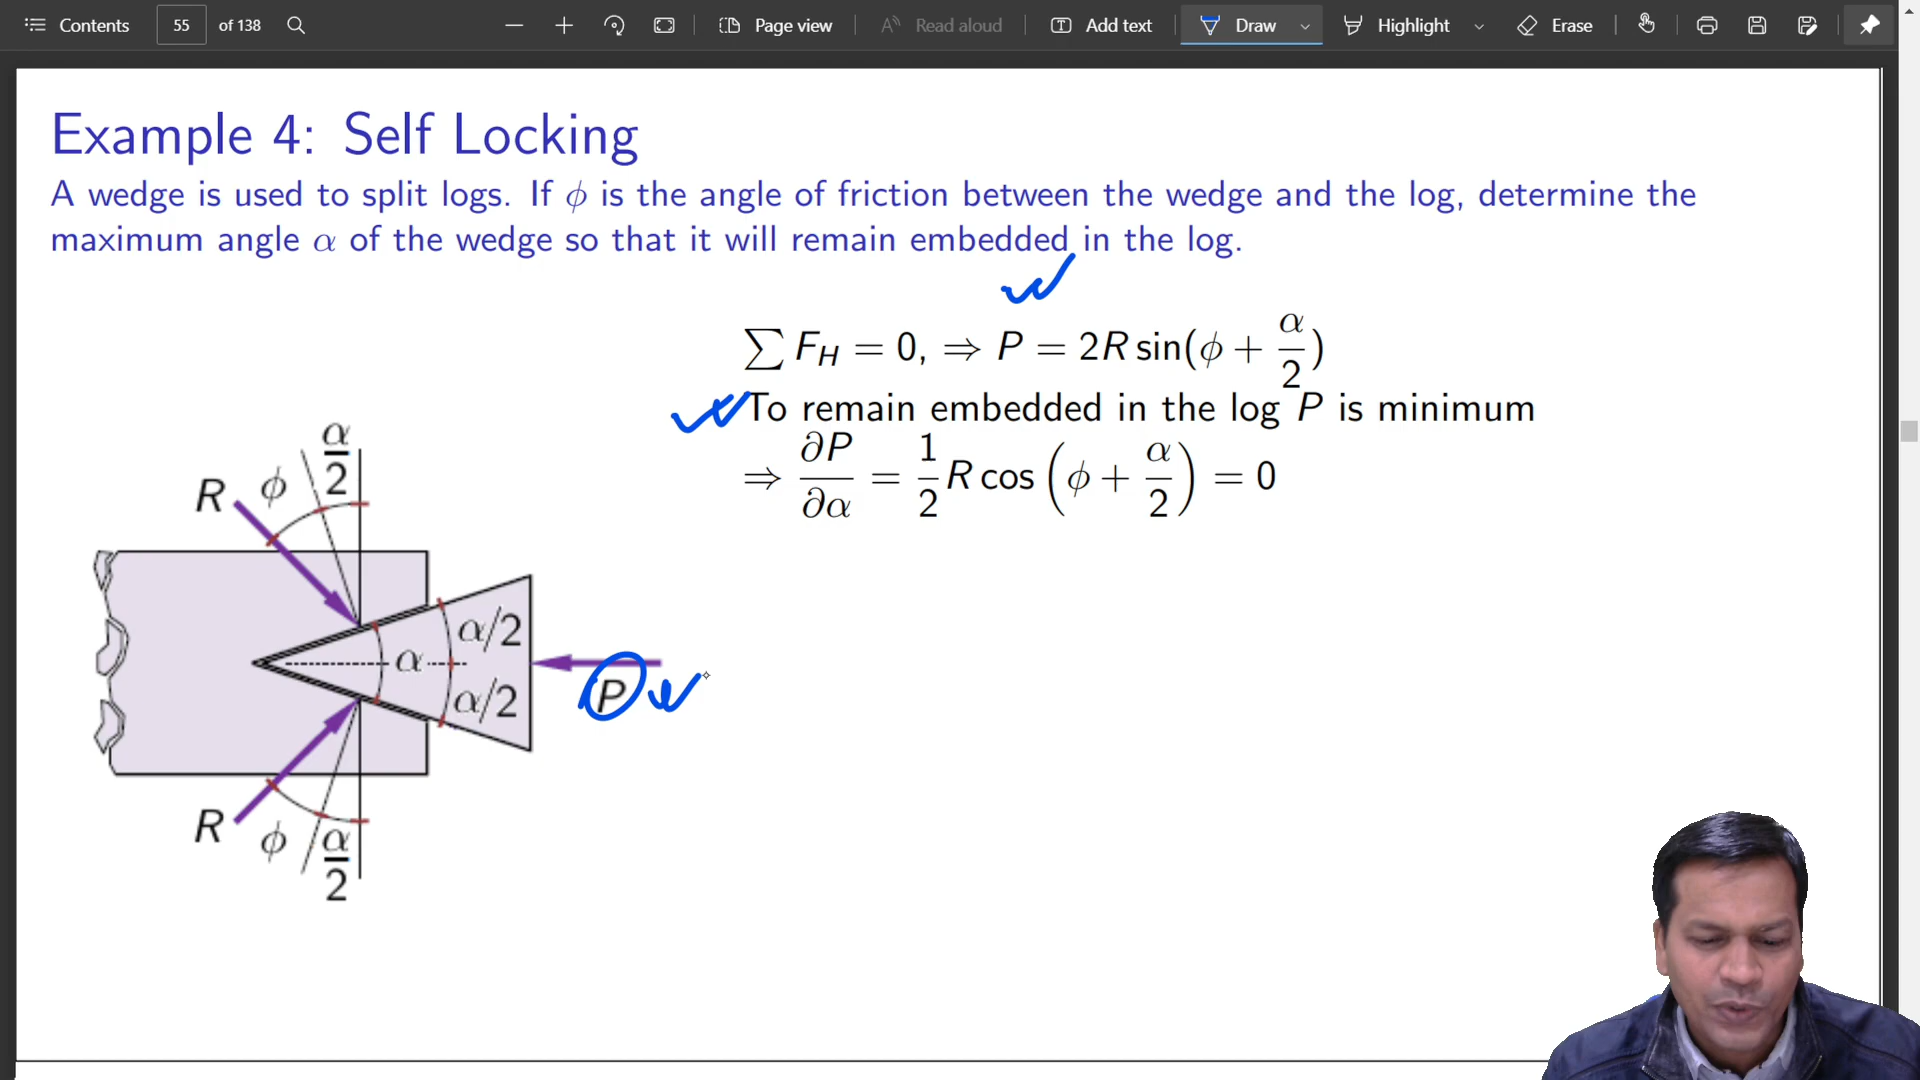 Contents 55 of 138 Page view Read aloud Add text Draw Highlight Erase
Example 4: Self Locking
A wedge is used to split logs. If ϕ is the angle of friction between the wedge and the log, determine the
maximum angle α of the wedge so that it will remain embedded in the log.
∑ F_H = 0, ⇒ P = 2R sin(ϕ + α/2)
To remain embedded in the log P is minimum
⇒ ∂P/∂α = 1/2 R cos (ϕ + α/2) = 0
R ϕ α/2
α/2
α
α/2
P
R ϕ α/2